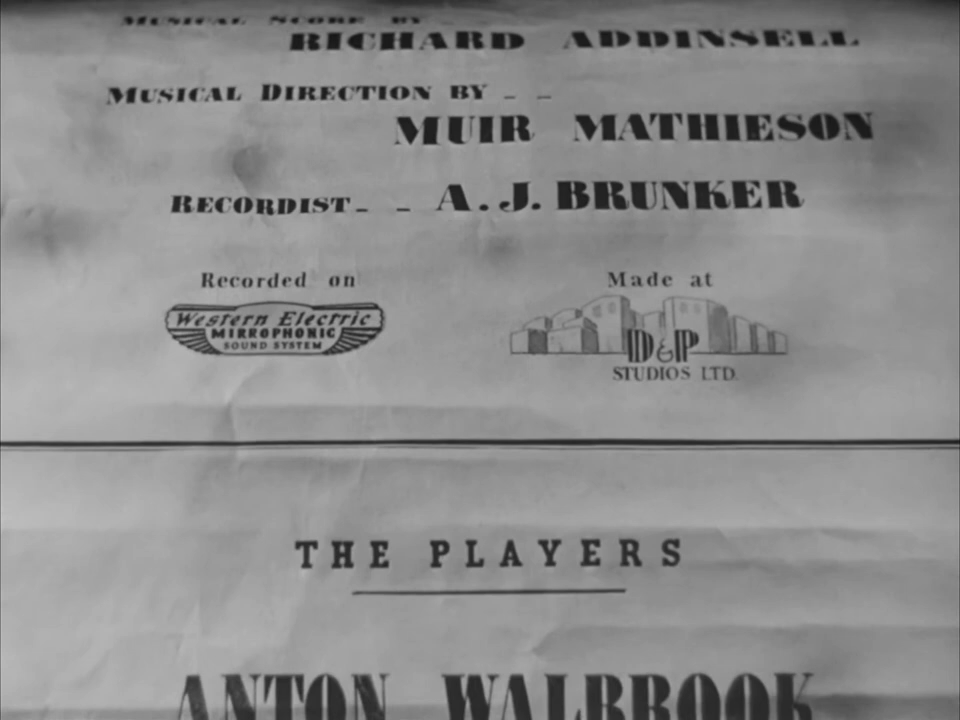 MUSICAL SCORE BY _ _
RICHARD ADDINSELL
MUSICAL DIRECTION BY _ _
MUIR MATHIESON
RECORDIST_ _ A. J. BRUNKER
Recorded on
Western Electric
MIRROPHONIC
SOUND SYSTEM
Made at
D&P
STUDIOS LTD.
THE PLAYERS
ANTON WALBROOK